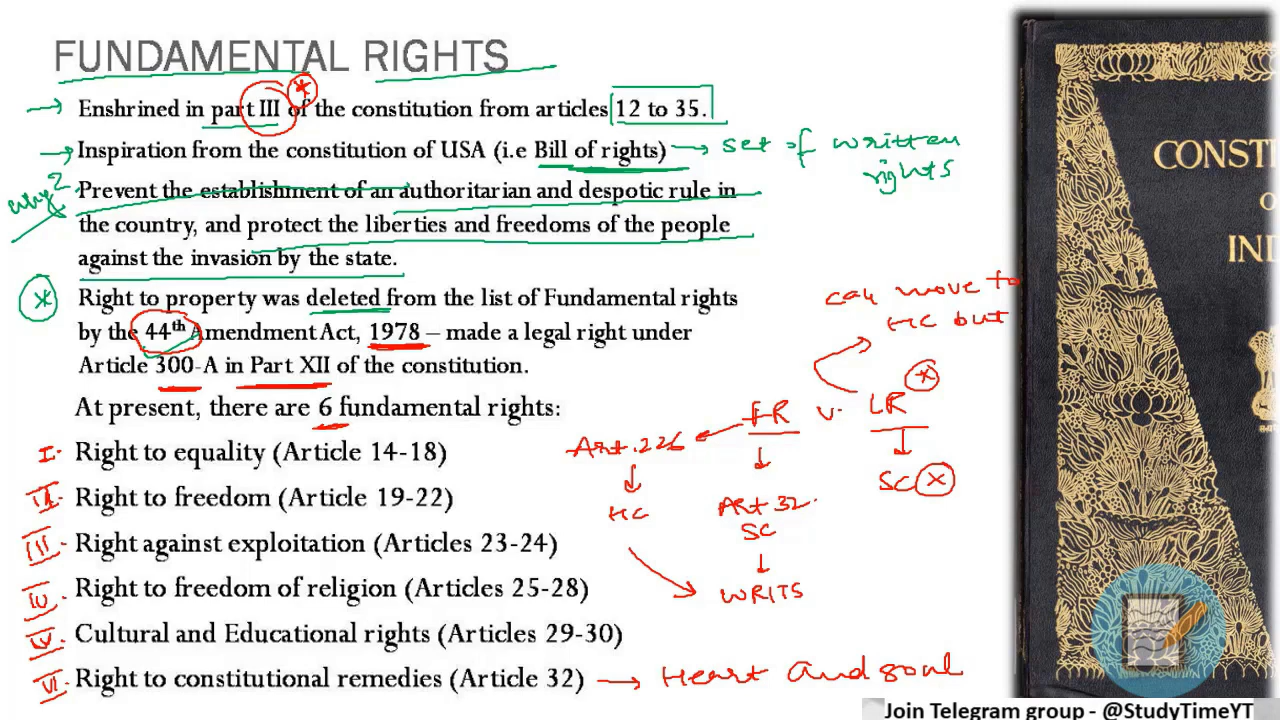 FUNDAMENTAL RIGHTS
Enshrined in part III of the constitution from articles 12 to 35.
Inspiration from the constitution of USA (i.e Bill of rights) → set of written
rights
why?
Prevent the establishment of an authoritarian and despotic rule in
the country, and protect the liberties and freedoms of the people
against the invasion by the state.
Right to property was deleted from the list of Fundamental rights
by the 44th Amendment Act, 1978 – made a legal right under
Article 300-A in Part XII of the constitution.
At present, there are 6 fundamental rights:
I. Right to equality (Article 14-18)
II. Right to freedom (Article 19-22)
III. Right against exploitation (Articles 23-24)
IV. Right to freedom of religion (Articles 25-28)
V. Cultural and Educational rights (Articles 29-30)
VI. Right to constitutional remedies (Article 32) → Heart and soul
can move to
HC but
FR v. LR
Art. 226
SC
HC
Art 32
SC
WRITS
CONSTI
O
INDI
Join Telegram group - @StudyTimeYT